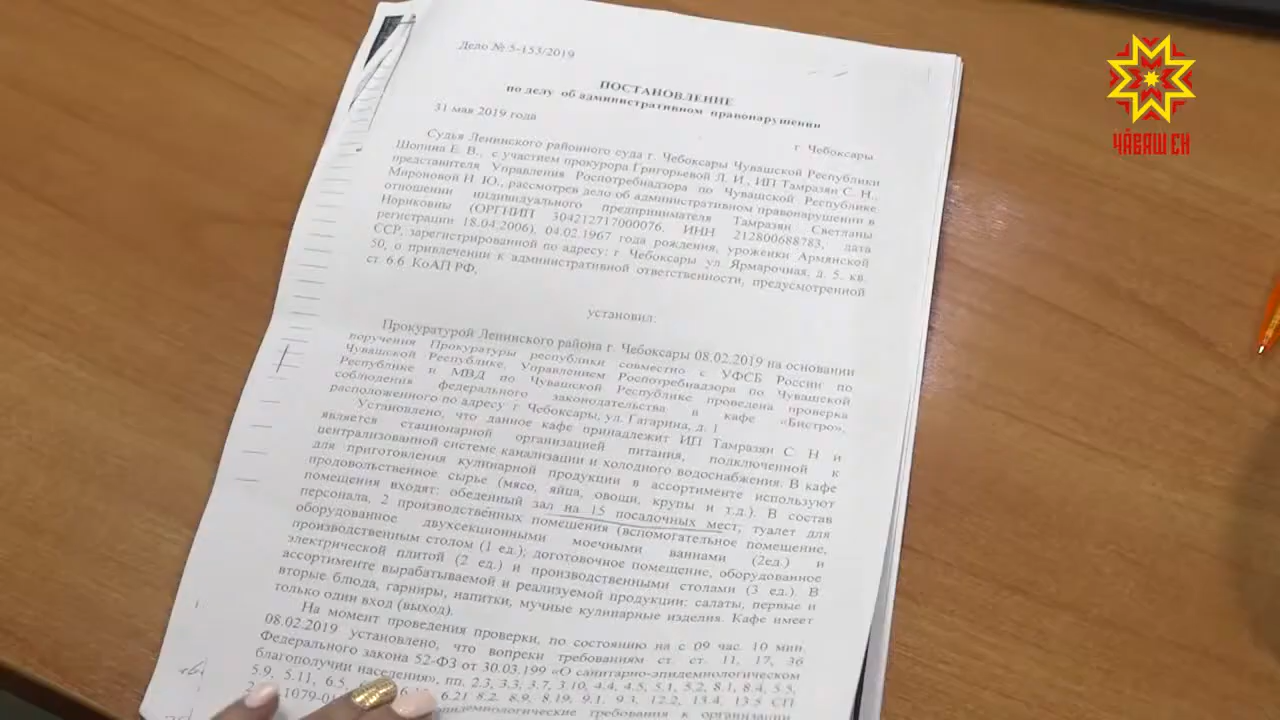 Дело № 5-153/2019
ПОСТАНОВЛЕНИЕ
по делу об административном правонарушении
31 мая 2019 года
г. Чебоксары
Судья Ленинского районного суда г. Чебоксары Чувашской Республики
Шопина Е. В., с участием прокурора Григорьевой Л. И., ИП Тамразян С. Н.,
представителя Управления Роспотребнадзора по Чувашской Республике
Мироновой Н. Ю., рассмотрев дело об административном правонарушении в
отношении индивидуального предпринимателя Тамразян Светланы
Нориковны (ОРГНИП 304212717000076, ИНН 212800688783, дата
регистрации 18.04.2006), 04.02.1967 года рождения, уроженки Армянской
ССР, зарегистрированной по адресу: г Чебоксары ул Ярмарочная, д. 5, кв.
50, о привлечении к административной ответственности, предусмотренной
ст. 6.6 КоАП РФ,
установил:
Прокуратурой Ленинского района г. Чебоксары 08.02.2019 на основании
поручения Прокуратуры республики совместно с УФСБ России по
Чувашской Республике, Управлением Роспотребнадзора по Чувашской
Республике и МВД по Чувашской Республике проведена проверка
соблюдения федерального законодательства в кафе «Бистро»,
расположенного по адресу г Чебоксары, ул. Гагарина, д. 1
Установлено, что данное кафе принадлежит ИП Тамразян С. Н и
является стационарной организацией питания, подключенной к
централизованной системе канализации и холодного водоснабжения. В кафе
для приготовления кулинарной продукции в ассортименте используют
продовольственное сырье (мясо, яйца, овощи, крупы и т.д.). В состав
помещения входят: обеденный зал на 15 посадочных мест, туалет для
персонала, 2 производственных помещения (вспомогательное помещение,
оборудованное двухсекционными моечными ваннами (2ед.) и
производственным столом (1 ед.); доготовочное помещение, оборудованное
электрической плитой (2 ед.) и производственными столами (3 ед.). В
ассортименте вырабатываемой и реализуемой продукции: салаты, первые и
вторые блюда, гарниры, напитки, мучные кулинарные изделия. Кафе имеет
только один вход (выход).
На момент проведения проверки, по состоянию на с 09 час. 10 мин.
08.02.2019 установлено, что вопреки требованиям ст. ст. 11, 17, 36
Федерального закона 52-ФЗ от 30.03.199 «О санитарно-эпидемиологическом
благополучии населения», пп. 2.3, 3.3, 3.7, 3.10, 4.4, 4.5, 5.1, 5.2, 8.1, 8.4, 5.5,
5.9, 5.11, 6.5, 6.21 8.2. 8.9, 8.19, 9.1. 9.3, 12.2, 13.4, 13.5 СП
требования к организации
ЧӐВАШ ЕН